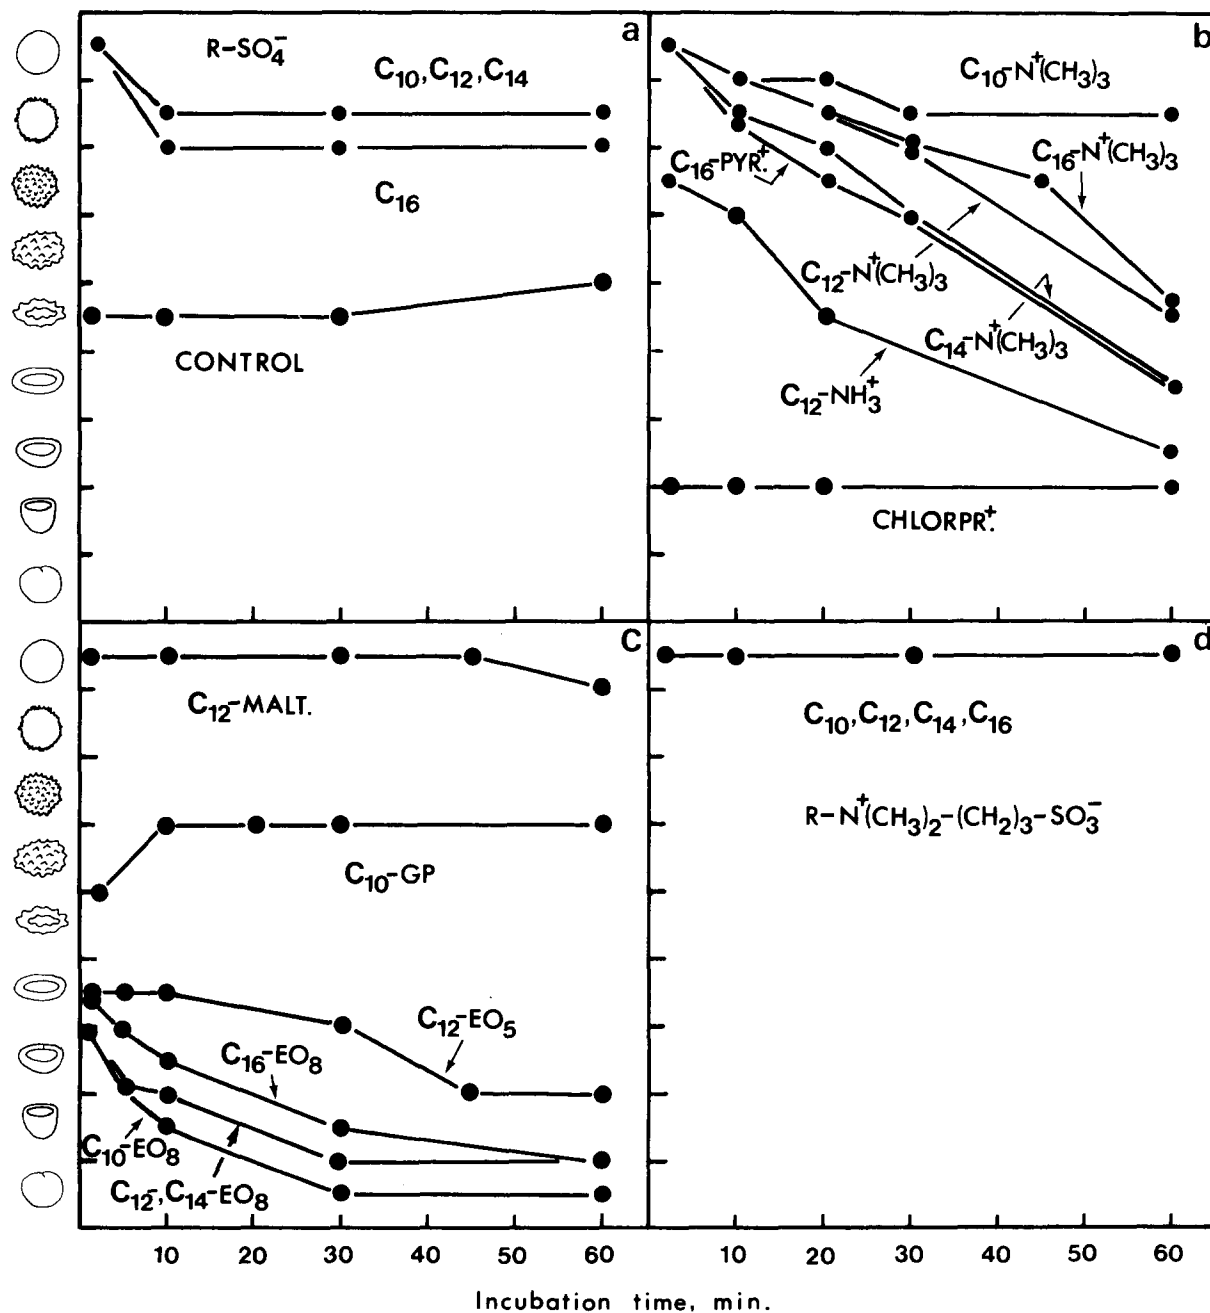 a
R-SO₄⁻
C₁₀, C₁₂, C₁₄
C₁₆
CONTROL
b
C₁₀-N⁺(CH₃)₃
C₁₆-N⁺(CH₃)₃
C₁₆-PYR.⁺
C₁₂-N⁺(CH₃)₃
C₁₄-N⁺(CH₃)₃
C₁₂-NH₃⁺
CHLORPR.⁺
c
C₁₂-MALT.
C₁₀-GP
C₁₂-EO₅
C₁₆-EO₈
C₁₀-EO₈
C₁₂-, C₁₄-EO₈
d
C₁₀, C₁₂, C₁₄, C₁₆
R-N⁺(CH₃)₂-(CH₂)₃-SO₃⁻
10 20 30 40 50 60
10 20 30 40 50 60
Incubation time, min.